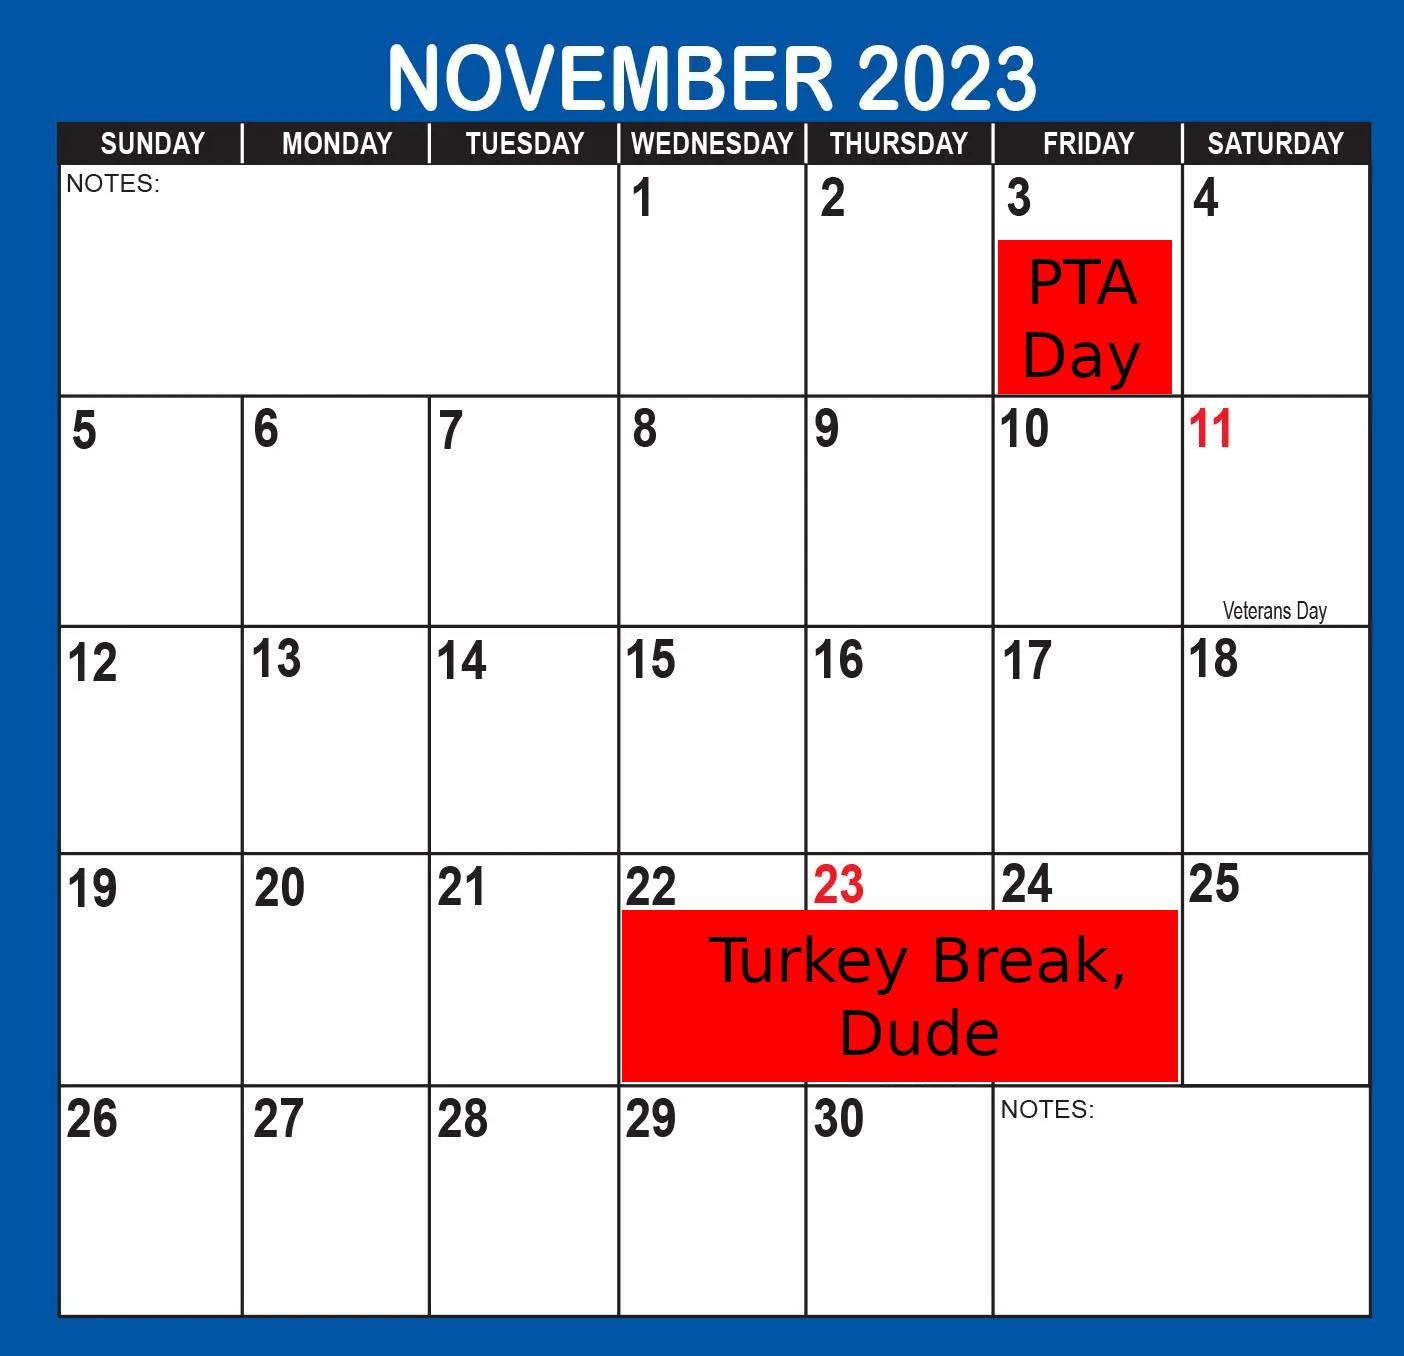 NOVEMBER 2023
SUNDAY MONDAY TUESDAY WEDNESDAY THURSDAY FRIDAY SATURDAY
NOTES: 1 2 3 4
PTA
Day
5 6 7 8 9 10 11
Veterans Day
12 13 14 15 16 17 18
19 20 21 22 23 24 25
Turkey Break,
Dude
26 27 28 29 30 NOTES: